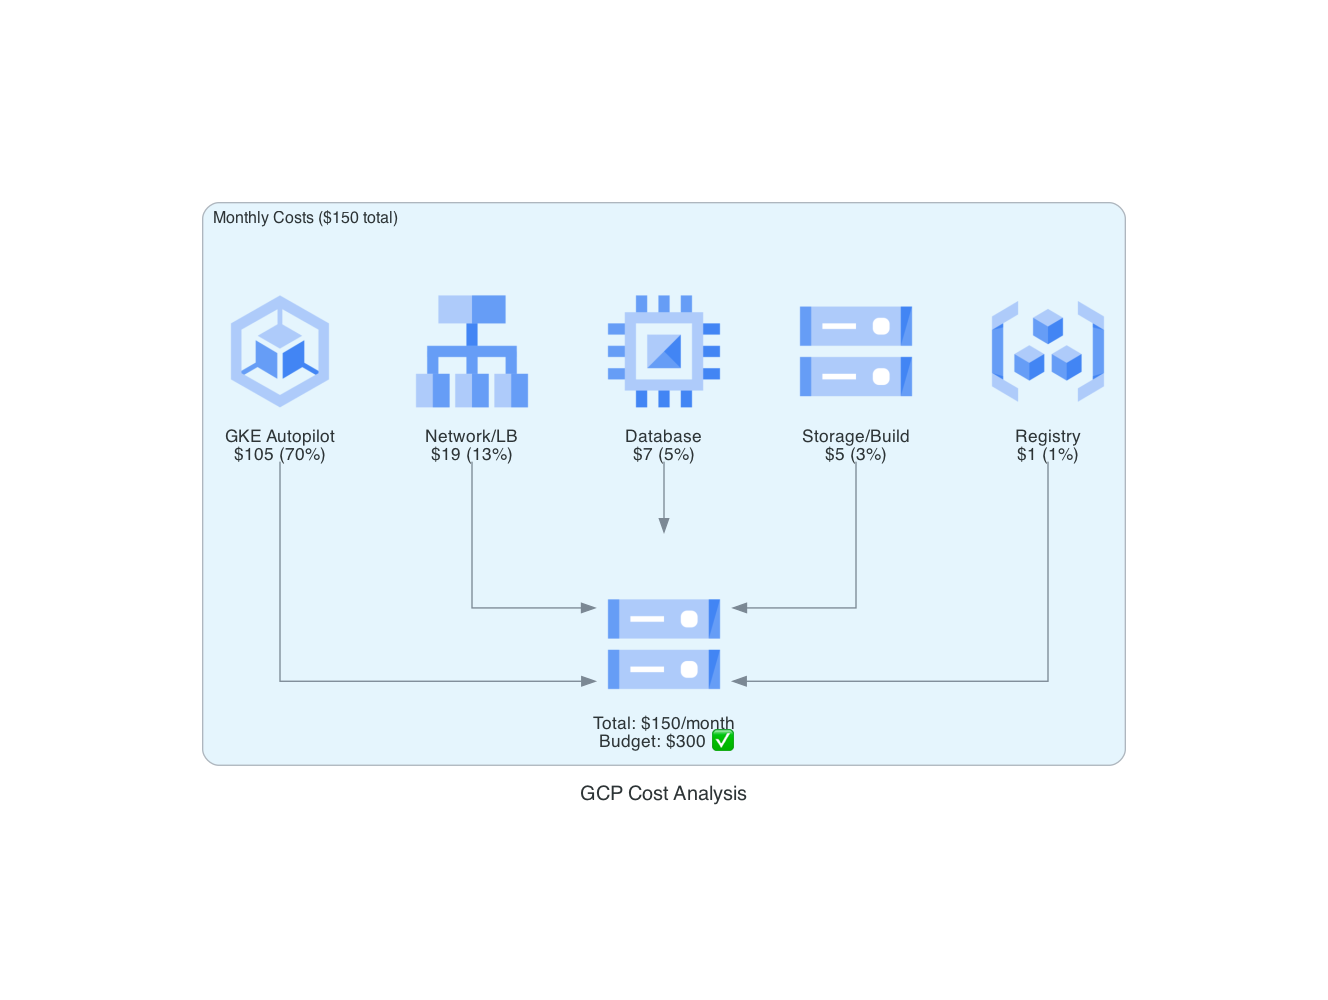 Monthly Costs ($150 total)
GKE Autopilot
$105 (70%)
Network/LB
$19 (13%)
Database
$7 (5%)
Storage/Build
$5 (3%)
Registry
$1 (1%)
Total: $150/month
Budget: $300 ✅
GCP Cost Analysis